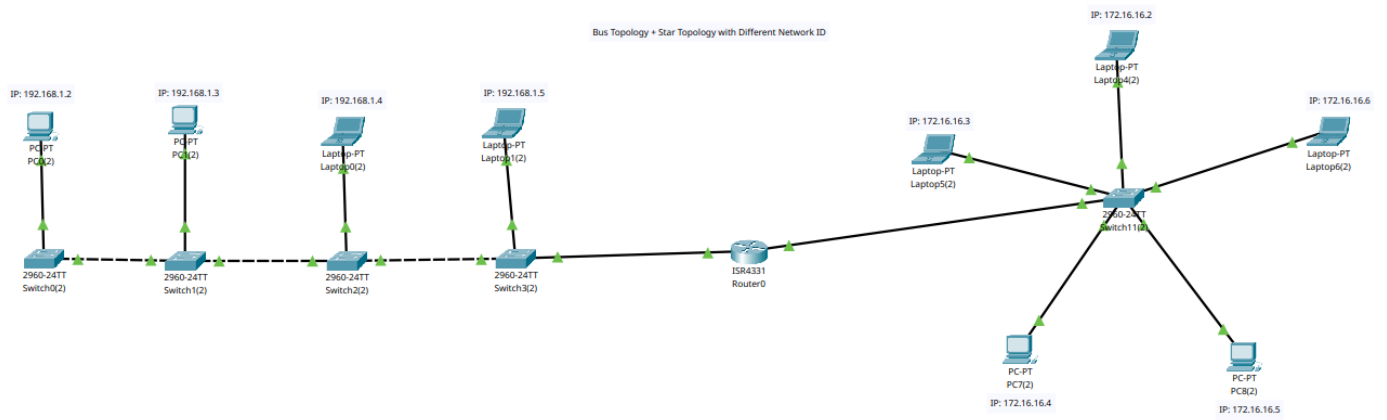 Bus Topology + Star Topology with Different Network ID
IP: 192.168.1.2
PC-PT
PC0(2)
IP: 192.168.1.3
PC-PT
PC1(2)
IP: 192.168.1.4
Laptop-PT
Laptop0(2)
IP: 192.168.1.5
Laptop-PT
Laptop1(2)
2960-24TT
Switch0(2)
2960-24TT
Switch1(2)
2960-24TT
Switch2(2)
2960-24TT
Switch3(2)
ISR4331
Router0
IP: 172.16.16.2
Laptop-PT
Laptop4(2)
IP: 172.16.16.3
Laptop-PT
Laptop5(2)
IP: 172.16.16.6
Laptop-PT
Laptop6(2)
2960-24TT
Switch11(2)
PC-PT
PC7(2)
IP: 172.16.16.4
PC-PT
PC8(2)
IP: 172.16.16.5